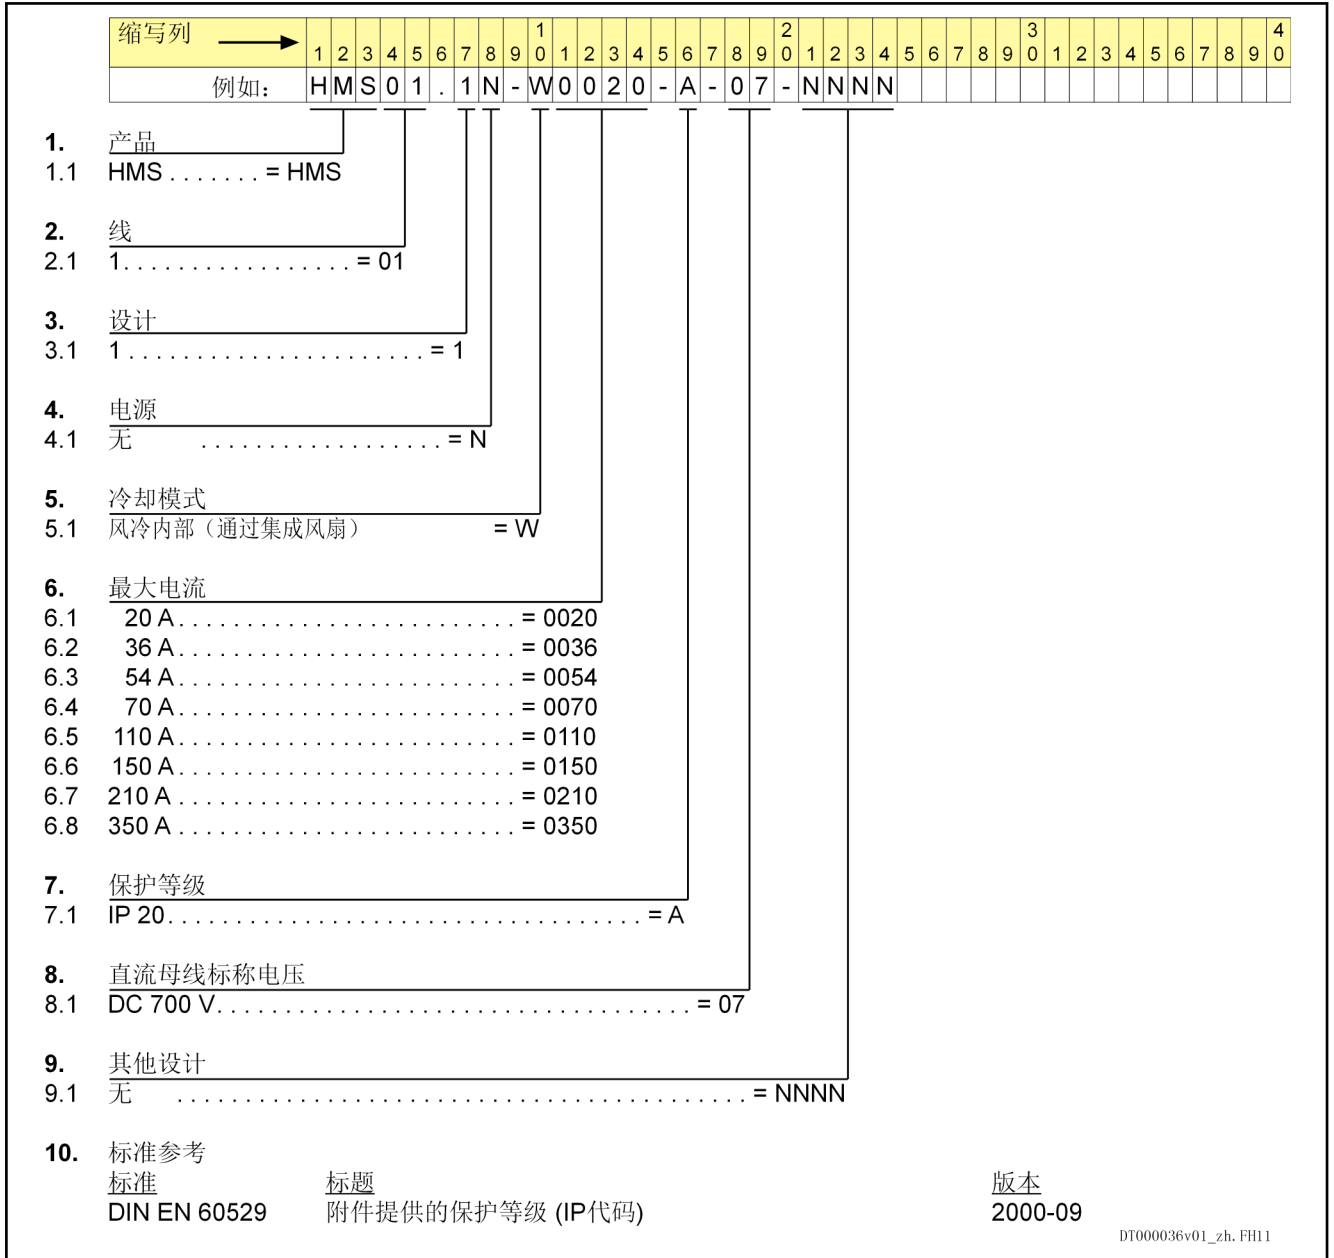 缩写列
1 2 3 4 5 6 7 8 9 10 1 2 3 4 5 6 7 8 9 20 1 2 3 4 5 6 7 8 9 30 1 2 3 4 5 6 7 8 9 40
例如: HMS01.1N-W0020-A-07-NNNN
1. 产品
1.1 HMS . . . . . . . = HMS
2. 线
2.1 1. . . . . . . . . . . . . . . . . = 01
3. 设计
3.1 1 . . . . . . . . . . . . . . . . . . . . . . = 1
4. 电源
4.1 无 . . . . . . . . . . . . . . . . . . = N
5. 冷却模式
5.1 风冷内部（通过集成风扇） = W
6. 最大电流
6.1 20 A . . . . . . . . . . . . . . . . . . . . . . . . . = 0020
6.2 36 A . . . . . . . . . . . . . . . . . . . . . . . . . = 0036
6.3 54 A . . . . . . . . . . . . . . . . . . . . . . . . . = 0054
6.4 70 A . . . . . . . . . . . . . . . . . . . . . . . . . = 0070
6.5 110 A . . . . . . . . . . . . . . . . . . . . . . . . . = 0110
6.6 150 A . . . . . . . . . . . . . . . . . . . . . . . . . = 0150
6.7 210 A . . . . . . . . . . . . . . . . . . . . . . . . . = 0210
6.8 350 A . . . . . . . . . . . . . . . . . . . . . . . . . = 0350
7. 保护等级
7.1 IP 20 . . . . . . . . . . . . . . . . . . . . . . . . . . . . . . . . . . . = A
8. 直流母线标称电压
8.1 DC 700 V . . . . . . . . . . . . . . . . . . . . . . . . . . . . . . . . . . . = 07
9. 其他设计
9.1 无 . . . . . . . . . . . . . . . . . . . . . . . . . . . . . . . . . . . . . . . . . . = NNNN
10. 标准参考
标准 标题 版本
DIN EN 60529 附件提供的保护等级 (IP代码) 2000-09
DT000036v01_zh.FH11